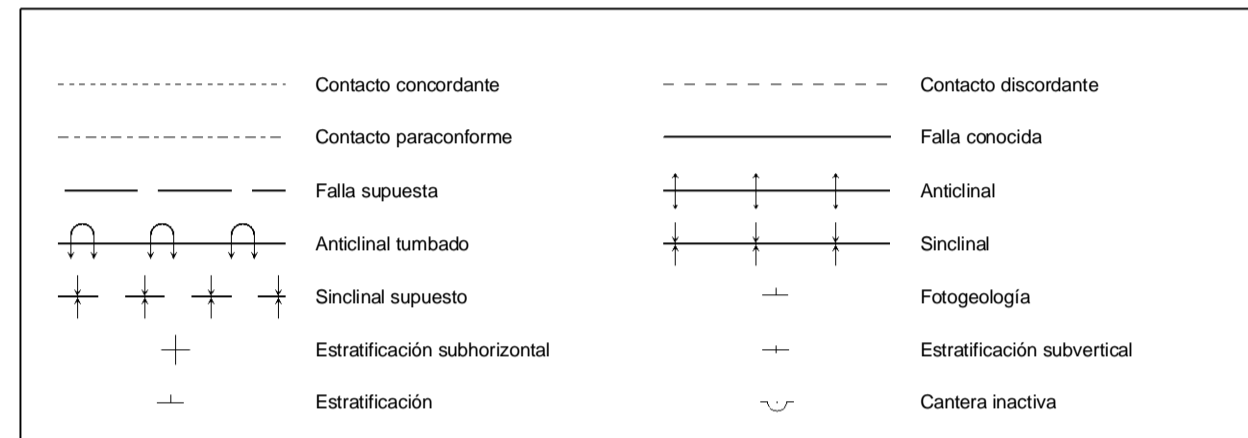 Contacto concordante
Contacto discordante
Contacto paraconforme
Falla conocida
Falla supuesta
Anticlinal
Anticlinal tumbado
Sinclinal
Sinclinal supuesto
Fotogeología
Estratificación subhorizontal
Estratificación subvertical
Estratificación
Cantera inactiva